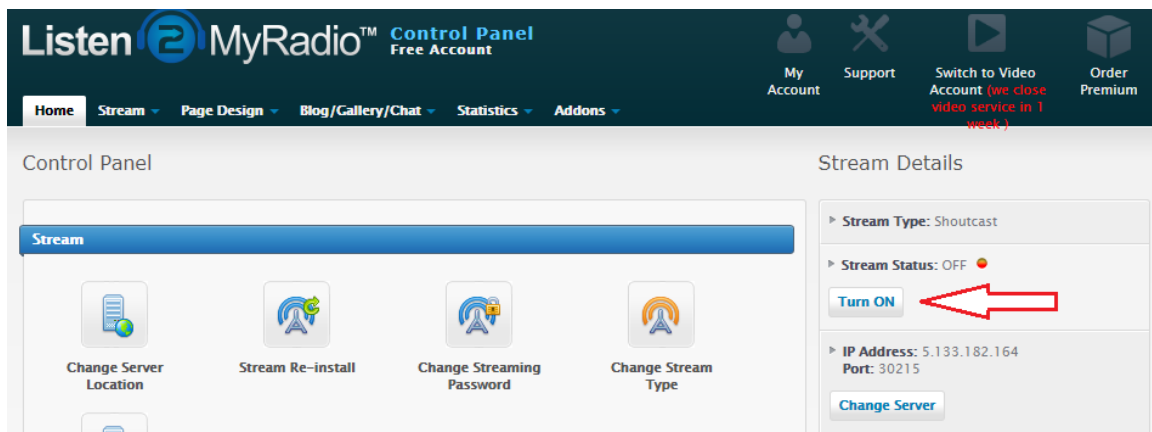 Listen 2 MyRadio™ Control Panel
Free Account
My
Account
Support
Switch to Video
Account (we close
video service in 1
week )
Order
Premium
Home Stream Page Design Blog/Gallery/Chat Statistics Addons
Control Panel
Stream
Change Server
Location
Stream Re-install
Change Streaming
Password
Change Stream
Type
Stream Details
Stream Type: Shoutcast
Stream Status: OFF
Turn ON
IP Address: 5.133.182.164
Port: 30215
Change Server